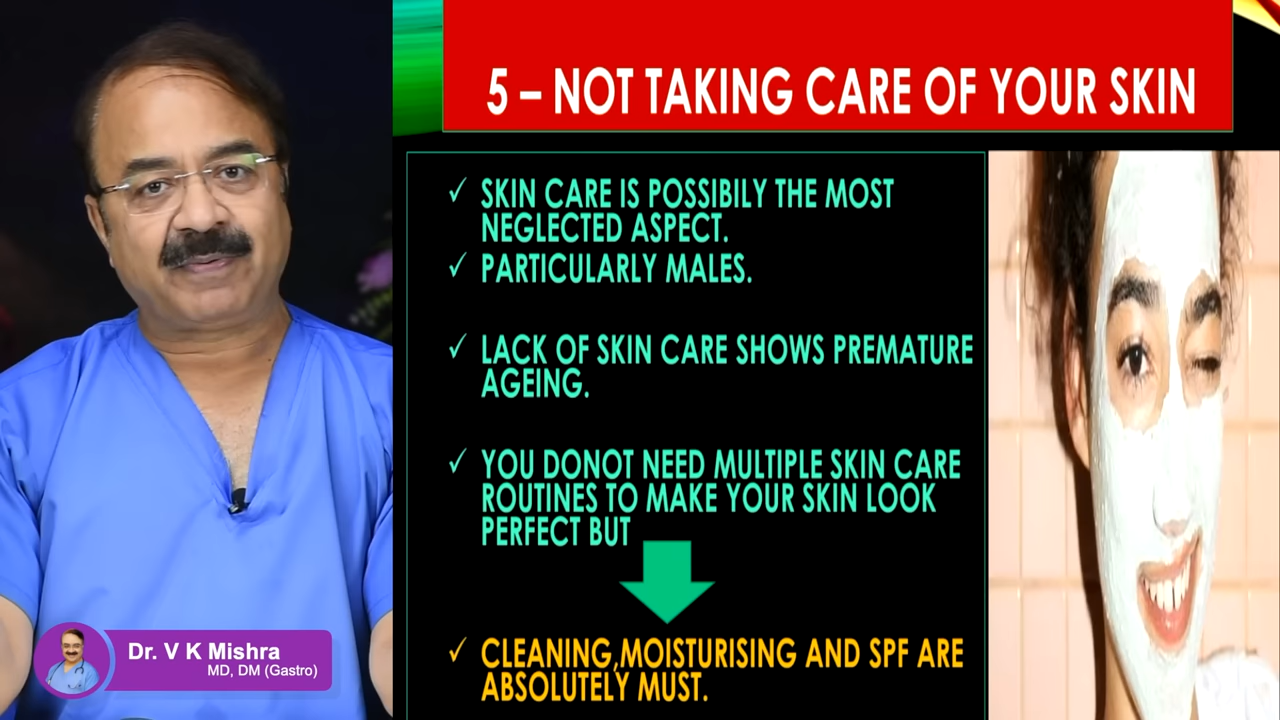 5 – NOT TAKING CARE OF YOUR SKIN
✓ SKIN CARE IS POSSIBILY THE MOST
NEGLECTED ASPECT.
✓ PARTICULARLY MALES.
✓ LACK OF SKIN CARE SHOWS PREMATURE
AGEING.
✓ YOU DONOT NEED MULTIPLE SKIN CARE
ROUTINES TO MAKE YOUR SKIN LOOK
PERFECT BUT
✓ CLEANING,MOISTURISING AND SPF ARE
ABSOLUTELY MUST.
Dr. V K Mishra
MD, DM (Gastro)